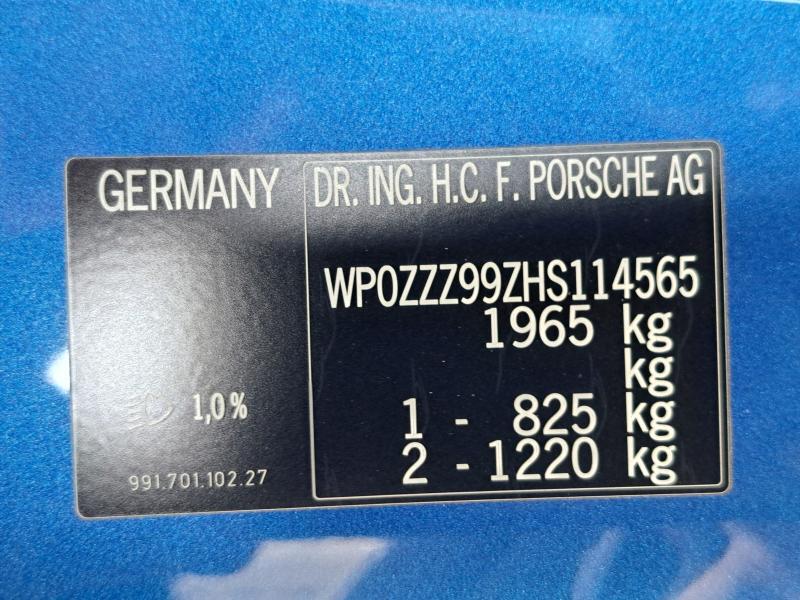 GERMANY
DR. ING. H.C. F. PORSCHE AG
WP0ZZZ99ZHS114565
1965 kg
kg
1 - 825 kg
2 - 1220 kg
1,0%
991.701.102.27